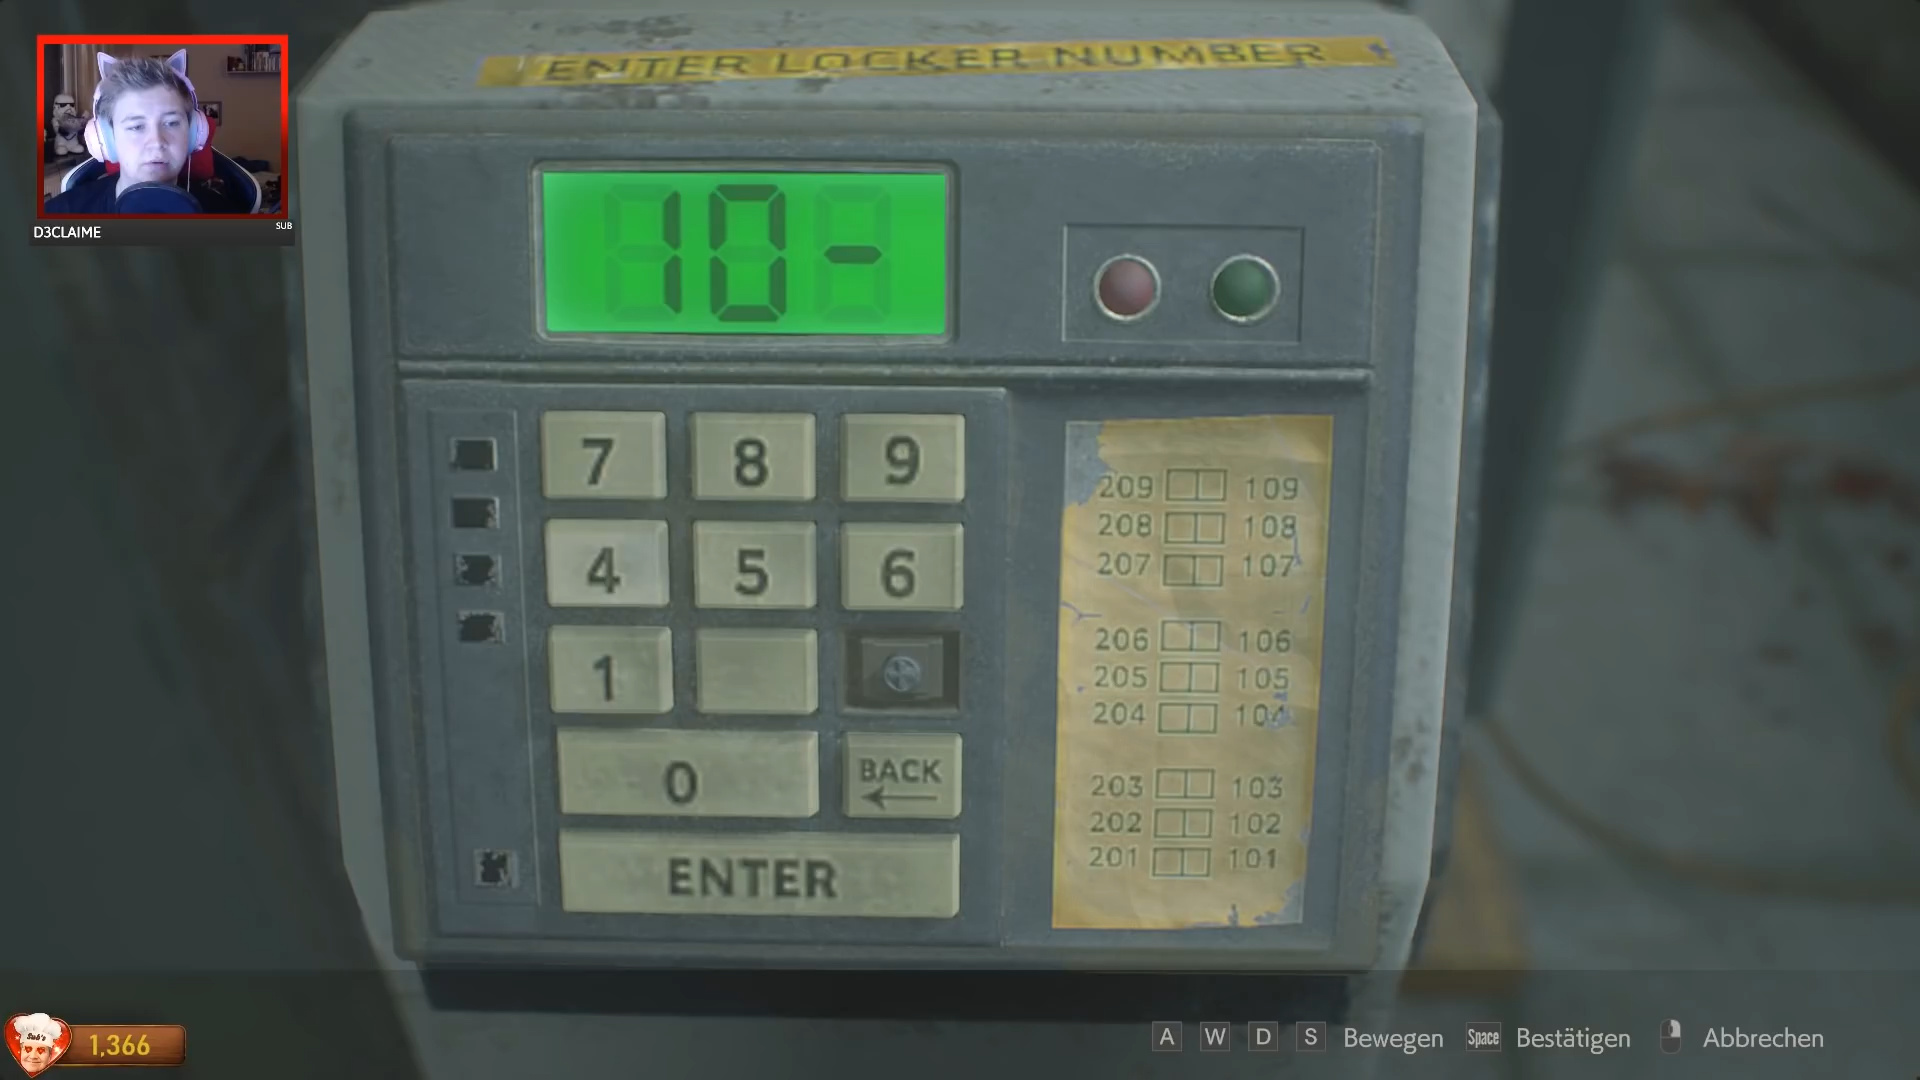 ENTER LOCKER NUMBER
10-
D3CLAIME
SUB
7 8 9
4 5 6
1
0 BACK
ENTER
209 109
208 108
207 107
206 106
205 105
204 104
203 103
202 102
201 101
1,366
A W D S Bewegen Space Bestätigen Abbrechen